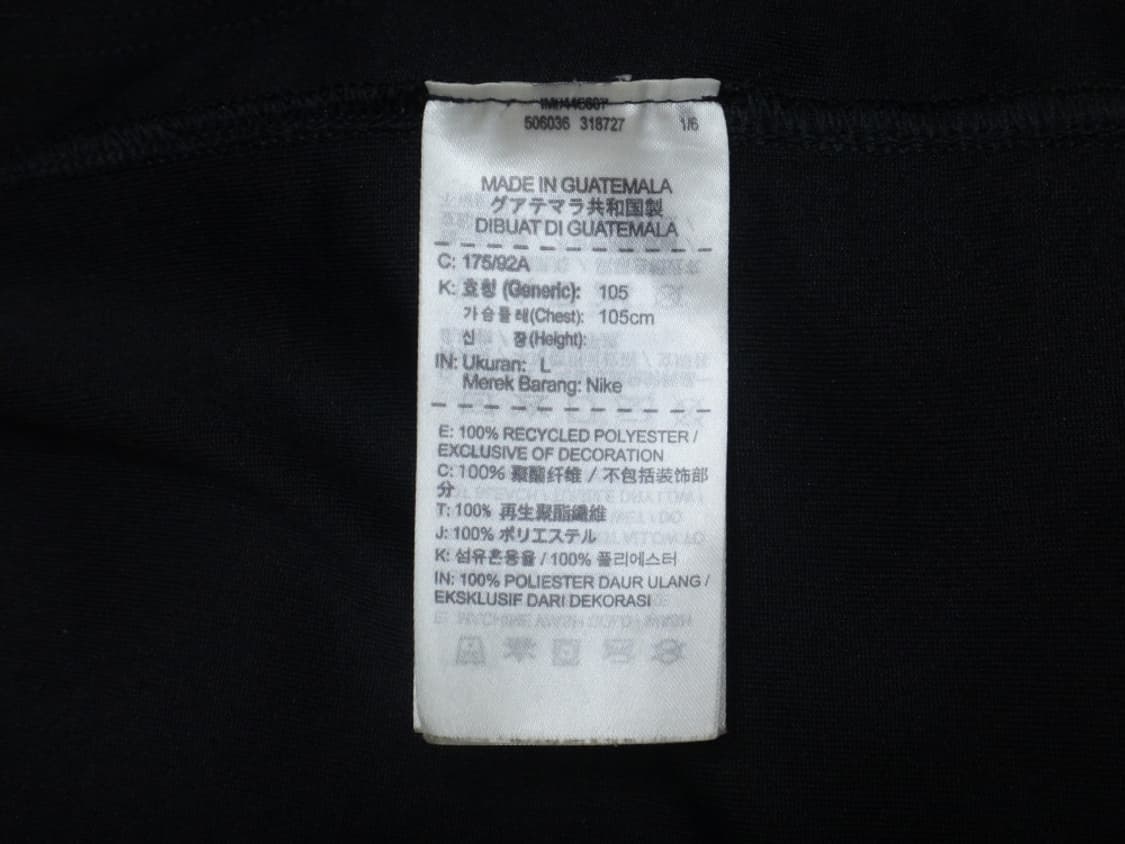 506036 318727 1/6
MADE IN GUATEMALA
グアテマラ共和国製
DIBUAT DI GUATEMALA
C: 175/92A
K: 호칭 (Generic): 105
가슴둘레(Chest): 105cm
신 장(Height):
IN: Ukuran: L
Merek Barang: Nike
E: 100% RECYCLED POLYESTER /
EXCLUSIVE OF DECORATION
C: 100% 聚酯纤维 / 不包括装饰部
分
T: 100% 再生聚酯纖維
J: 100% ポリエステル
K: 섬유혼용율 / 100% 폴리에스터
IN: 100% POLIESTER DAUR ULANG /
EKSKLUSIF DARI DEKORASI